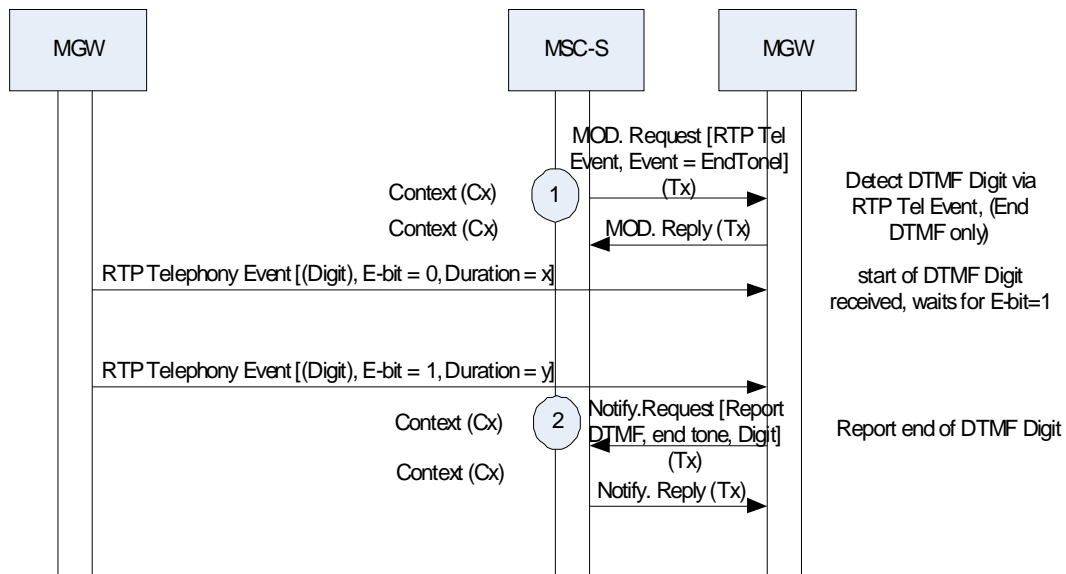 MGW
MSC-S
MGW
MOD. Request [RTP Tel
Event, Event = EndTonel]
(Tx)
Context (Cx)
1
Detect DTMF Digit via
RTP Tel Event, (End
DTMF only)
Context (Cx)
MOD. Reply (Tx)
RTP Telephony Event [(Digit), E-bit = 0, Duration = x]
start of DTMF Digit
received, waits for E-bit=1
RTP Telephony Event [(Digit), E-bit = 1, Duration = y]
Context (Cx)
2
Notify.Request [Report
DTMF, end tone, Digit]
(Tx)
Report end of DTMF Digit
Context (Cx)
Notify. Reply (Tx)